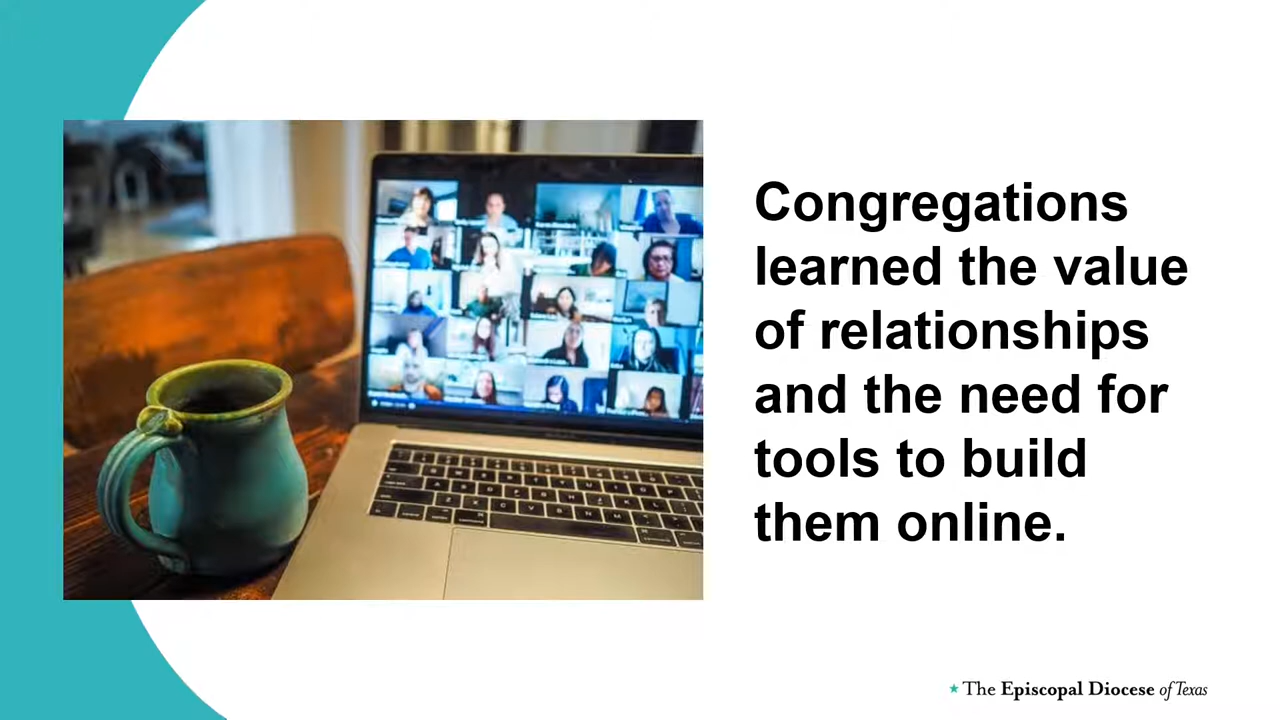 Congregations
learned the value
of relationships
and the need for
tools to build
them online.
The Episcopal Diocese of Texas